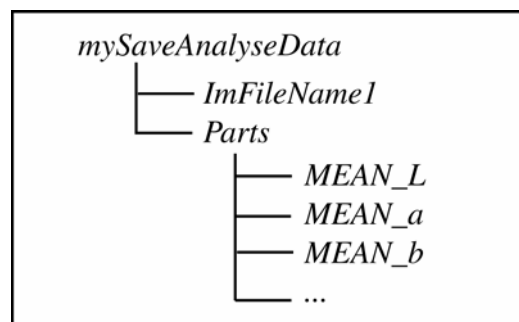 mySaveAnalyseData
ImFileName1
Parts
MEAN_L
MEAN_a
MEAN_b
...